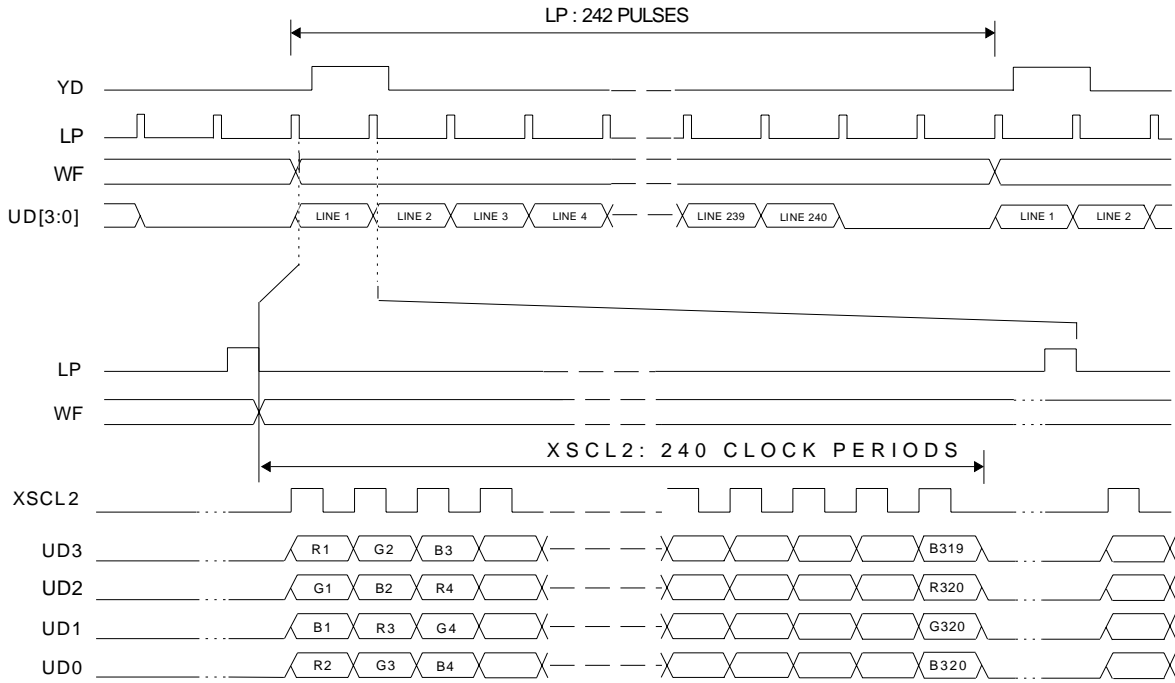 LP : 242 PULSES
YD
LP
WF
UD[3:0] LINE 1 LINE 2 LINE 3 LINE 4 LINE 239 LINE 240 LINE 1 LINE 2
LP
WF
XSCL2: 240 CLOCK PERIODS
XSCL2
UD3 R1 G2 B3 B319
UD2 G1 B2 R4 R320
UD1 B1 R3 G4 G320
UD0 R2 G3 B4 B320